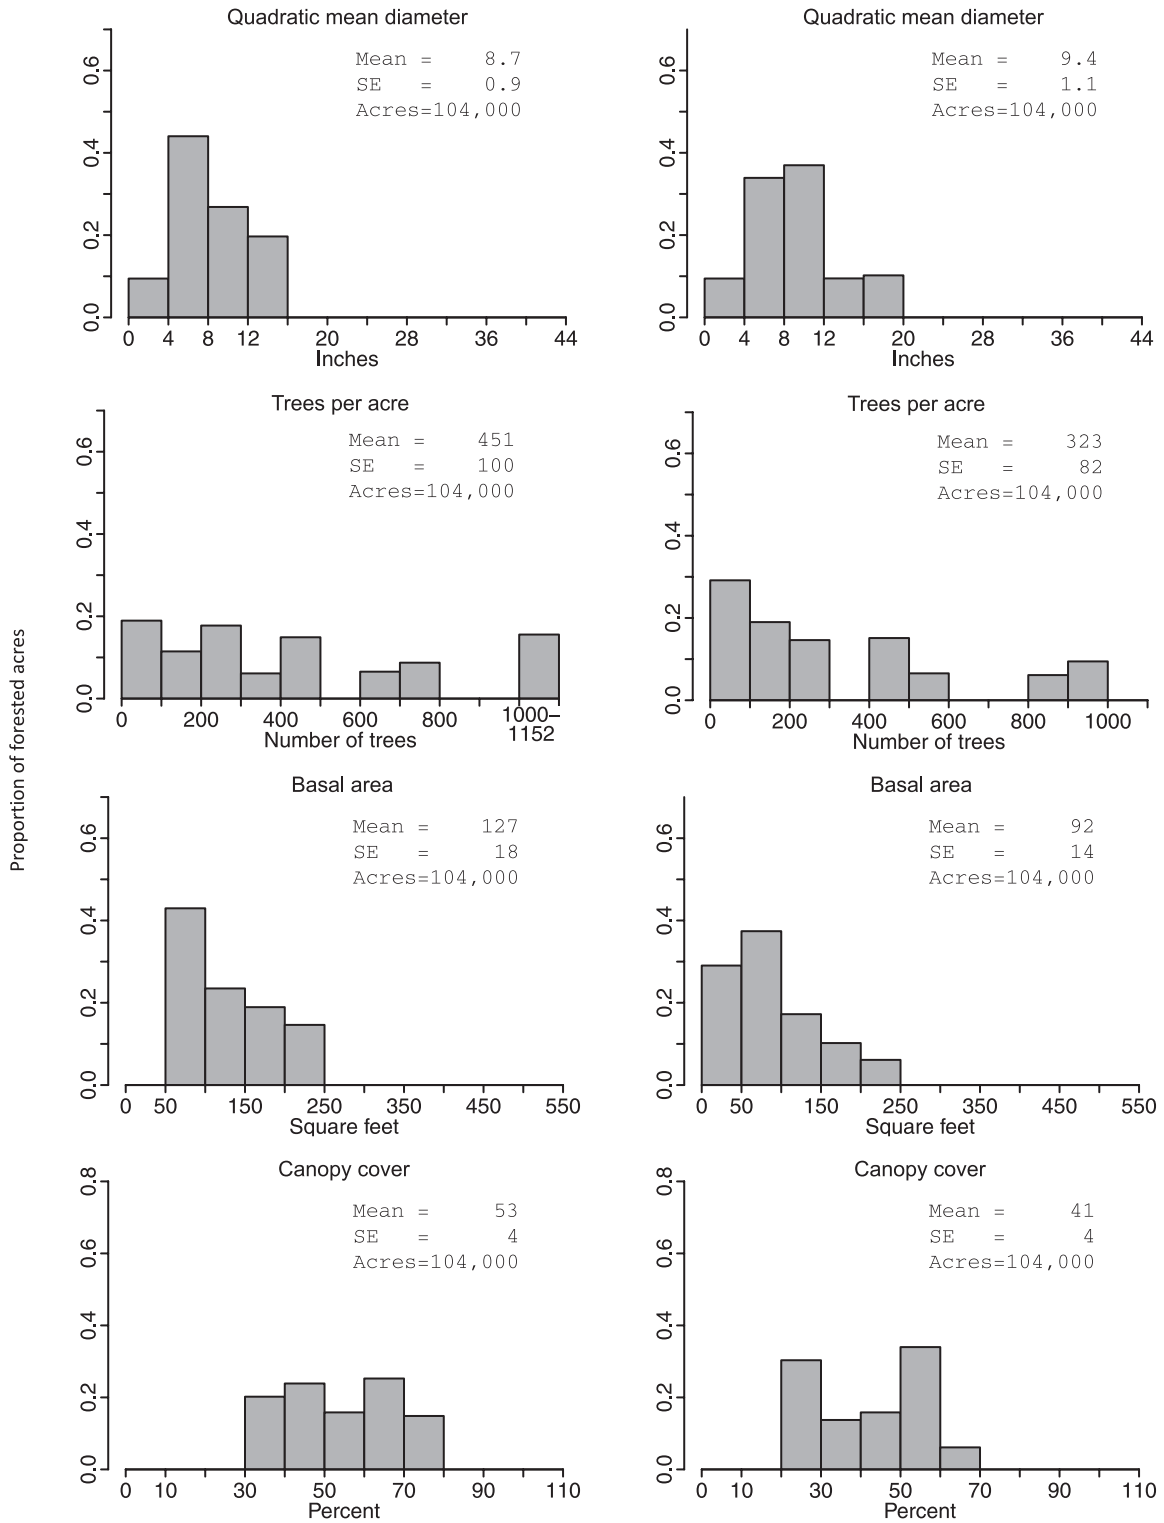 Proportion of forested acres
Quadratic mean diameter
Mean = 8.7
SE = 0.9
Acres=104,000
0.0 0.2 0.4 0.6
0 4 8 12 20 28 36 44
Inches
Quadratic mean diameter
Mean = 9.4
SE = 1.1
Acres=104,000
0.0 0.2 0.4 0.6
0 4 8 12 20 28 36 44
Inches
Trees per acre
Mean = 451
SE = 100
Acres=104,000
0.0 0.2 0.4 0.6
0 200 400 600 800 1000–
1152
Number of trees
Trees per acre
Mean = 323
SE = 82
Acres=104,000
0.0 0.2 0.4 0.6
0 200 400 600 800 1000
Number of trees
Basal area
Mean = 127
SE = 18
Acres=104,000
0.0 0.2 0.4 0.6
0 50 150 250 350 450 550
Square feet
Basal area
Mean = 92
SE = 14
Acres=104,000
0.0 0.2 0.4 0.6
0 50 150 250 350 450 550
Square feet
Canopy cover
Mean = 53
SE = 4
Acres=104,000
0.0 0.2 0.4 0.6 0.8
0 10 30 50 70 90 110
Percent
Canopy cover
Mean = 41
SE = 4
Acres=104,000
0.0 0.2 0.4 0.6 0.8
0 10 30 50 70 90 110
Percent